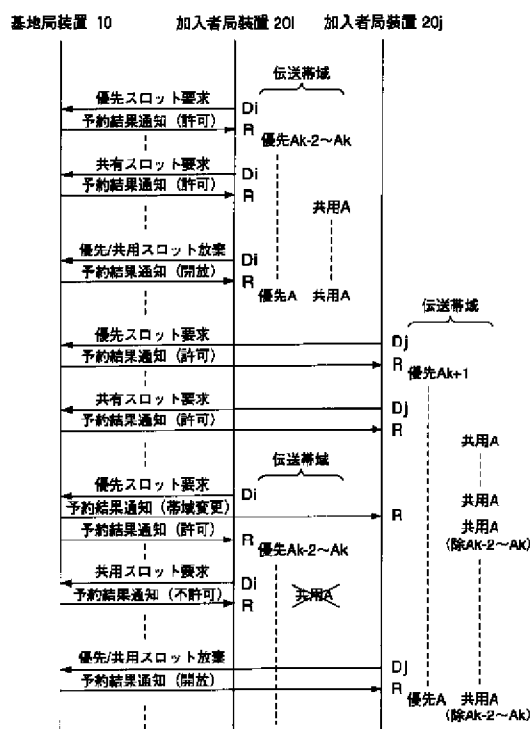 基地局装置 10 加入者局装置 20i 加入者局装置 20j
伝送帯域
優先スロット要求 Di
予約結果通知（許可） R 優先Ak-2～Ak
共有スロット要求 Di
予約結果通知（許可） R
共用A
優先/共用スロット放棄 Di
予約結果通知（開放） R
優先A 共用A
伝送帯域
優先スロット要求 Dj
予約結果通知（許可） R 優先Ak+1
共有スロット要求 Dj
予約結果通知（許可） R
共用A
伝送帯域
優先スロット要求 Di 共用A
予約結果通知（帯域変更） R
共用A
予約結果通知（許可） R 優先Ak-2～Ak (除Ak-2～Ak)
共用スロット要求 Di
予約結果通知（不許可） R 共用A
優先/共用スロット放棄 Dj
予約結果通知（開放） R
優先A 共用A
(除Ak-2～Ak)